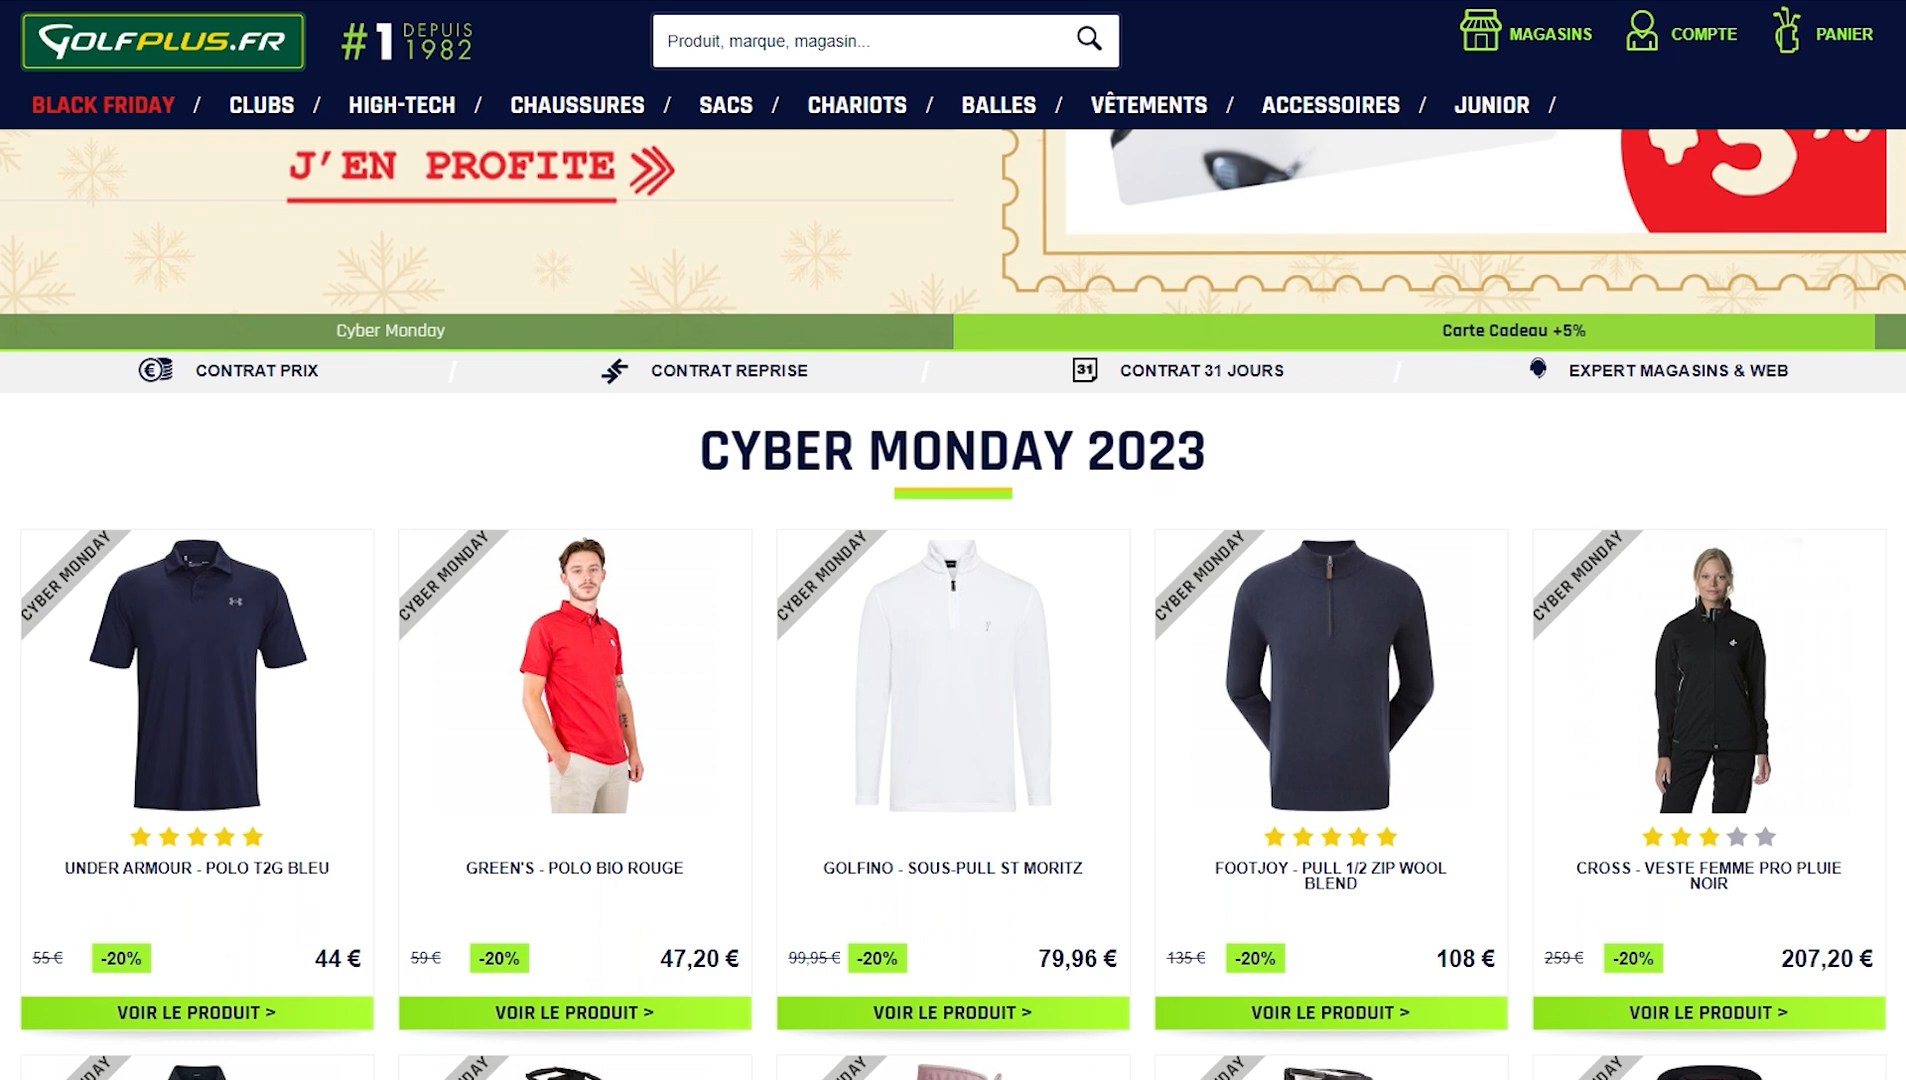 GOLFPLUS.FR
#1 DEPUIS 1982
Produit, marque, magasin...
MAGASINS
COMPTE
PANIER
BLACK FRIDAY / CLUBS / HIGH-TECH / CHAUSSURES / SACS / CHARIOTS / BALLES / VÊTEMENTS / ACCESSOIRES / JUNIOR /
J'EN PROFITE
Cyber Monday
Carte Cadeau +5%
CONTRAT PRIX
CONTRAT REPRISE
31
CONTRAT 31 JOURS
EXPERT MAGASINS & WEB
CYBER MONDAY 2023
CYBER MONDAY
UNDER ARMOUR - POLO T2G BLEU
55 €
-20%
44 €
VOIR LE PRODUIT >
CYBER MONDAY
GREEN'S - POLO BIO ROUGE
59 €
-20%
47,20 €
VOIR LE PRODUIT >
CYBER MONDAY
GOLFINO - SOUS-PULL ST MORITZ
99,95 €
-20%
79,96 €
VOIR LE PRODUIT >
CYBER MONDAY
FOOTJOY - PULL 1/2 ZIP WOOL
BLEND
135 €
-20%
108 €
VOIR LE PRODUIT >
CYBER MONDAY
CROSS - VESTE FEMME PRO PLUIE
NOIR
259 €
-20%
207,20 €
VOIR LE PRODUIT >